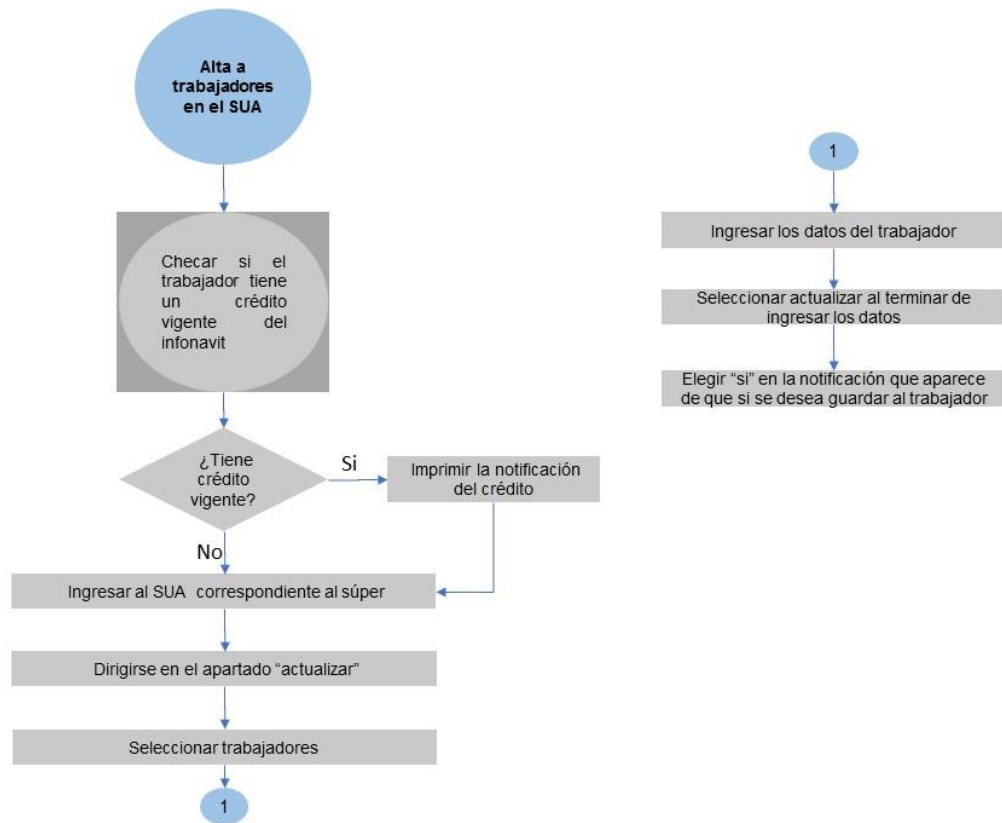 Alta a
trabajadores
en el SUA
Checar si el
trabajador tiene
un crédito
vigente del
infonavit
¿Tiene
crédito
vigente?
Si
Imprimir la notificación
del crédito
No
Ingresar al SUA correspondiente al súper
Dirigirse en el apartado “actualizar”
Seleccionar trabajadores
1
1
Ingresar los datos del trabajador
Seleccionar actualizar al terminar de
ingresar los datos
Elegir “si” en la notificación que aparece
de que si se desea guardar al trabajador